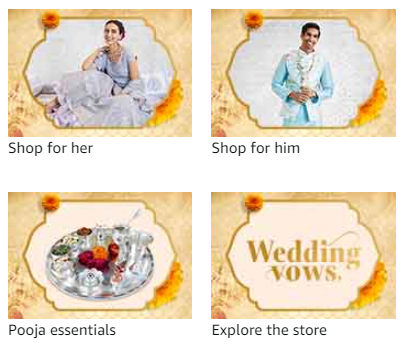 Shop for her
Shop for him
Wedding
vows.
Pooja essentials
Explore the store